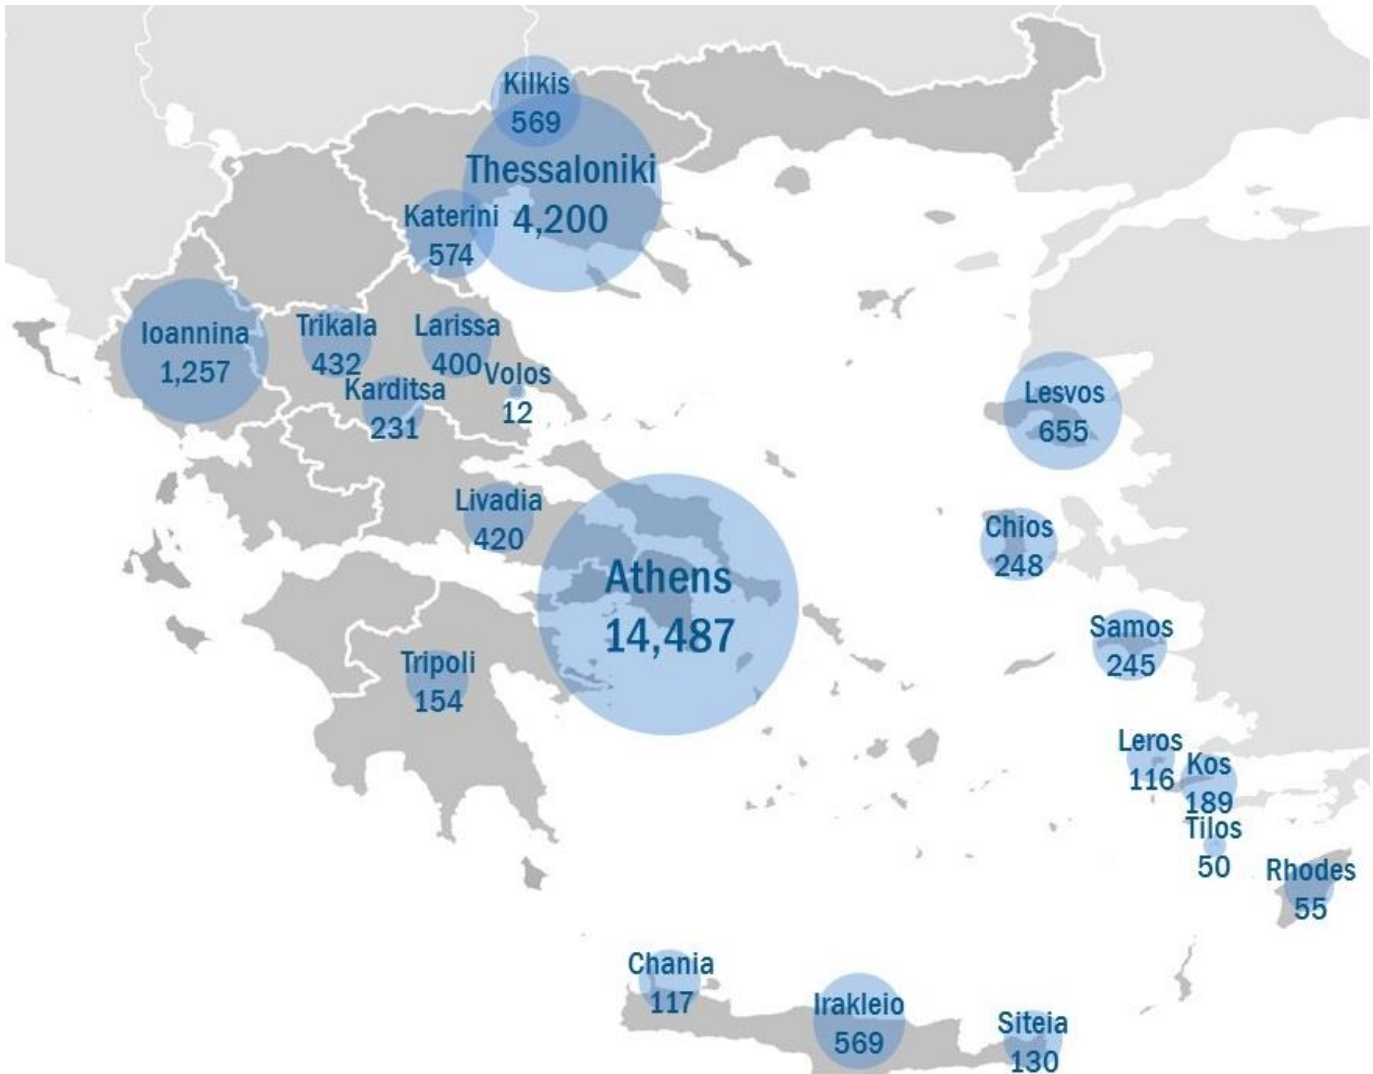 Kilkis
569
Thessaloniki
4,200
Katerini
574
Ioannina
1,257
Trikala
432
Larissa
400
Volos
12
Karditsa
231
Lesvos
655
Livadia
420
Chios
248
Athens
14,487
Samos
245
Tripoli
154
Leros
116
Kos
189
Tilos
50
Rhodes
55
Chania
117
Irakleio
569
Siteia
130